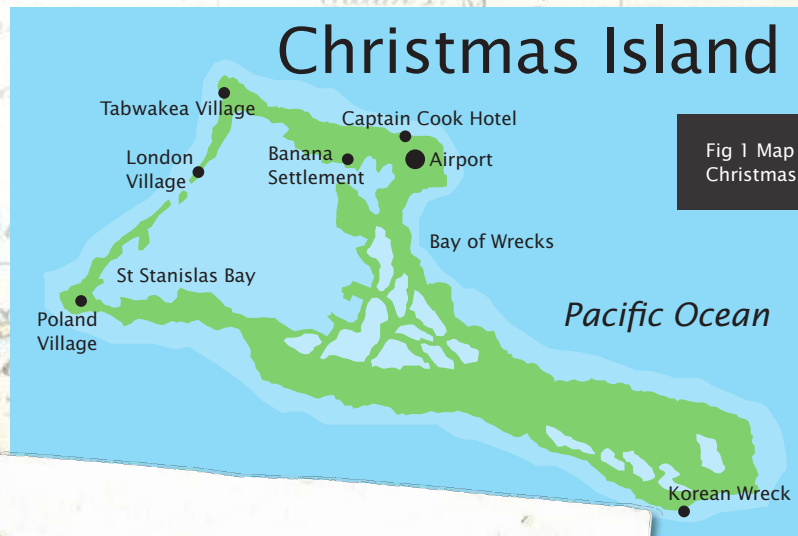 Christmas Island
Tabwakea Village
Captain Cook Hotel
London
Village
Banana
Settlement
Airport
Fig 1 Map
Christmas
Bay of Wrecks
St Stanislas Bay
Pacific Ocean
Poland
Village
Korean Wreck